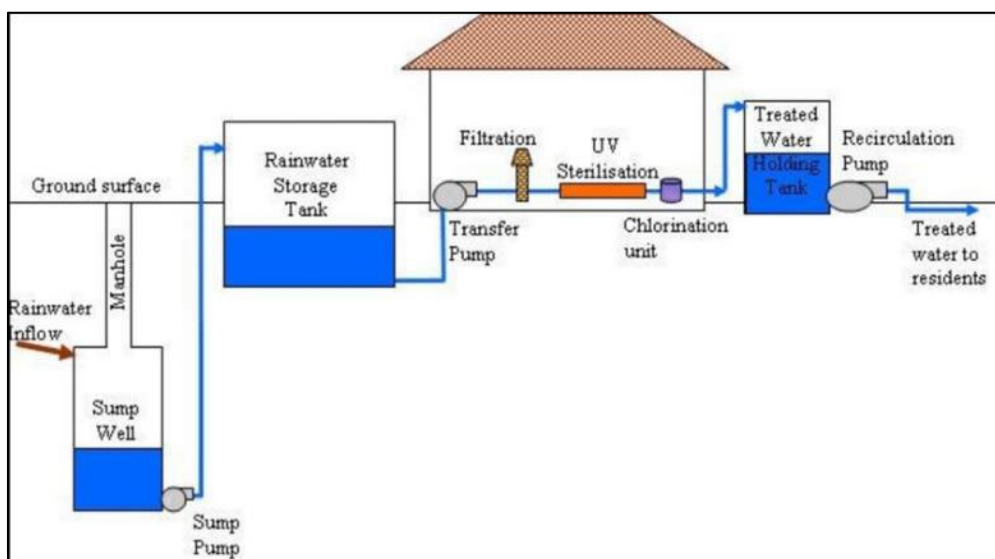 Ground surface
Manhole
Rainwater
Inflow
Sump
Well
Sump
Pump
Rainwater
Storage
Tank
Transfer
Pump
Filtration
UV
Sterilisation
Chlorination
unit
Treated
Water
Holding
Tank
Recirculation
Pump
Treated
water to
residents